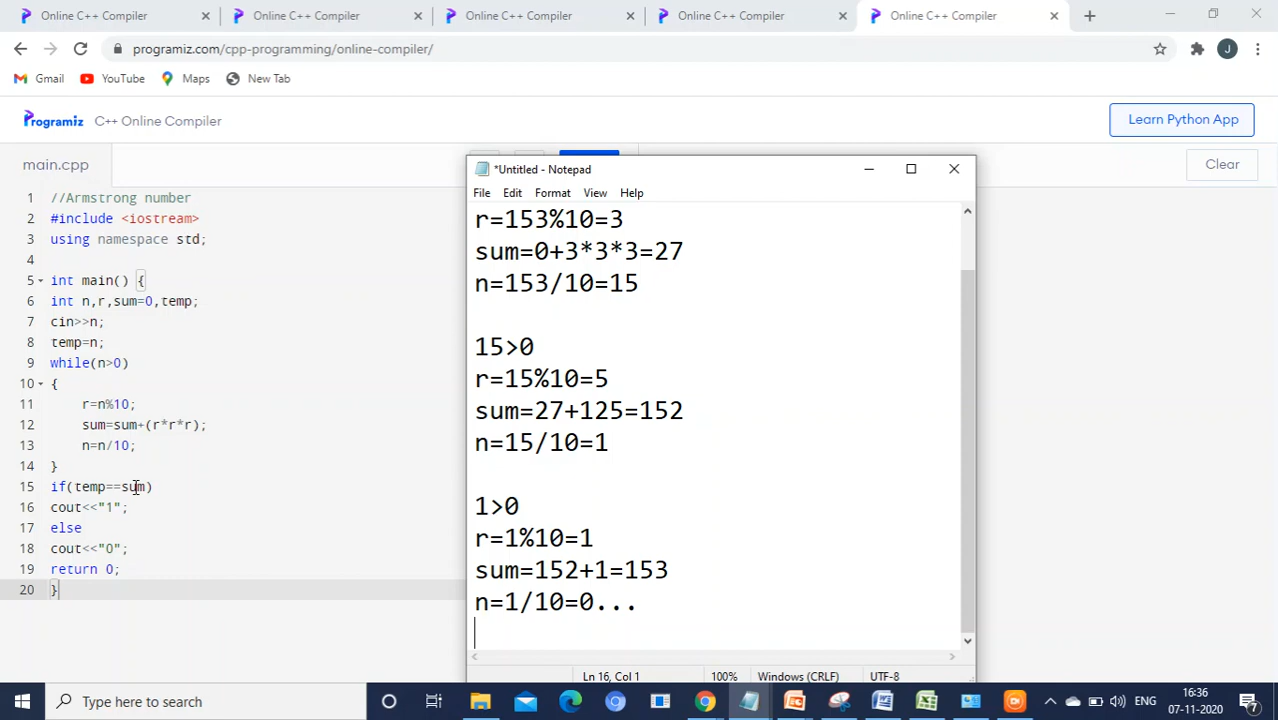 Online C++ Compiler
Online C++ Compiler
Online C++ Compiler
Online C++ Compiler
Online C++ Compiler
programiz.com/cpp-programming/online-compiler/
J
Gmail
YouTube
Maps
New Tab
Programiz
C++ Online Compiler
Learn Python App
main.cpp
Clear
1 //Armstrong number
2 #include <iostream>
3 using namespace std;
4
5 int main() {
6 int n,r,sum=0,temp;
7 cin>>n;
8 temp=n;
9 while(n>0)
10 {
11 r=n%10;
12 sum=sum+(r*r*r);
13 n=n/10;
14 }
15 if(temp==sum)
16 cout<<"1";
17 else
18 cout<<"0";
19 return 0;
20 }
*Untitled - Notepad
File Edit Format View Help
r=153%10=3
sum=0+3*3*3=27
n=153/10=15
15>0
r=15%10=5
sum=27+125=152
n=15/10=1
1>0
r=1%10=1
sum=152+1=153
n=1/10=0...
Ln 16, Col 1
100%
Windows (CRLF)
UTF-8
Type here to search
ENG
16:36
07-11-2020
7